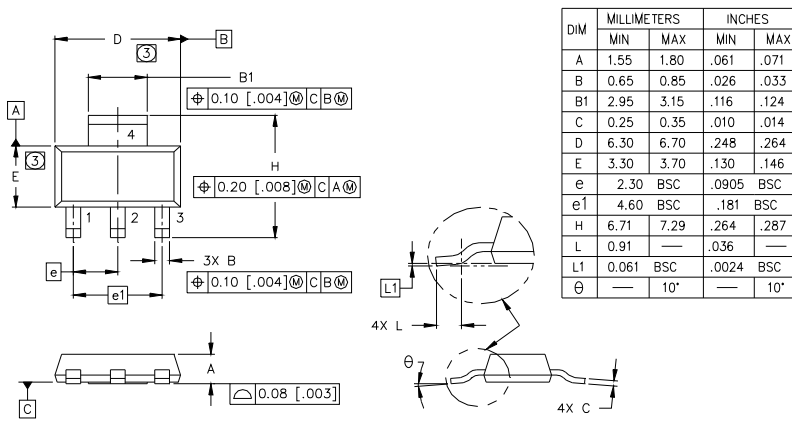 D
B
3
B1
⌖ 0.10 [.004]Ⓜ C BⓂ
A
4
3
E
H
⌖ 0.20 [.008]Ⓜ C AⓂ
1 2 3
e
3X B
⌖ 0.10 [.004]Ⓜ C BⓂ
e1
L1
4X L
A
C
⌓ 0.08 [.003]
θ
4X C
DIM MILLIMETERS INCHES
MIN MAX MIN MAX
A 1.55 1.80 .061 .071
B 0.65 0.85 .026 .033
B1 2.95 3.15 .116 .124
C 0.25 0.35 .010 .014
D 6.30 6.70 .248 .264
E 3.30 3.70 .130 .146
e 2.30 BSC .0905 BSC
e1 4.60 BSC .181 BSC
H 6.71 7.29 .264 .287
L 0.91 — .036 —
L1 0.061 BSC .0024 BSC
θ — 10° — 10°